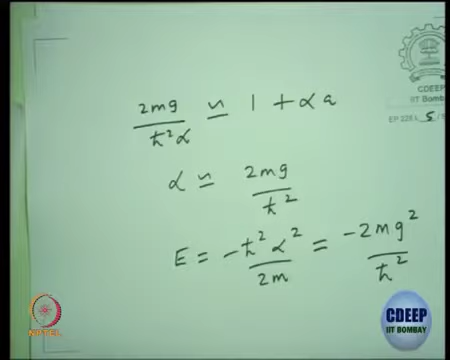 CDEEP
IIT Bombay
EP 228 L 5 /
2mg/ħ²α ≃ 1 + αa
α ≃ 2mg/ħ²
E = -ħ²α²/2m = -2mg²/ħ²
NPTEL
CDEEP
IIT BOMBAY